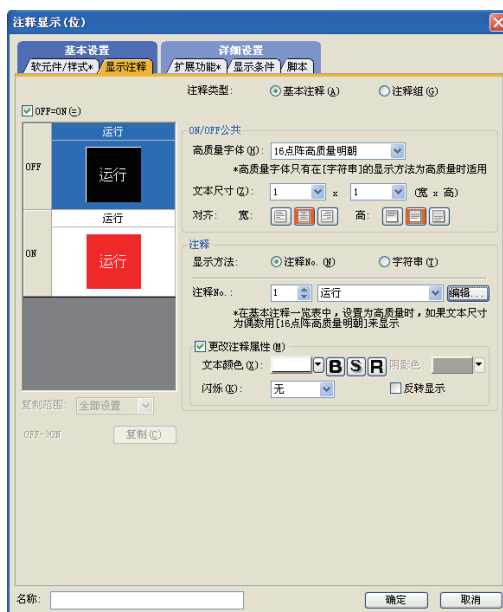 注释显示(位)
基本设置 详细设置
软元件/样式* 显示注释 扩展功能* 显示条件 脚本
注释类型: 基本注释(A) 注释组(G)
OFF=ON(=)
运行
OFF 运行
运行
ON 运行
ON/OFF公共
高质量字体(H): 16点阵高质量明朝
*高质量字体只有在[字符串]的显示方法为高质量时适用
文本尺寸(Z): 1 x 1 (宽 x 高)
对齐: 宽: 高:
注释
显示方法: 注释No.(N) 字符串(T)
注释No.: 1 运行 编辑...
*在基本注释一览表中，设置为高质量时，如果文本尺寸
为偶数用[16点阵高质量明朝]来显示
更改注释属性(M)
文本颜色(X): B S R 阴影色:
闪烁(K): 无 反转显示
复制范围: 全部设置
OFF->ON 复制(C)
名称: 确定 取消